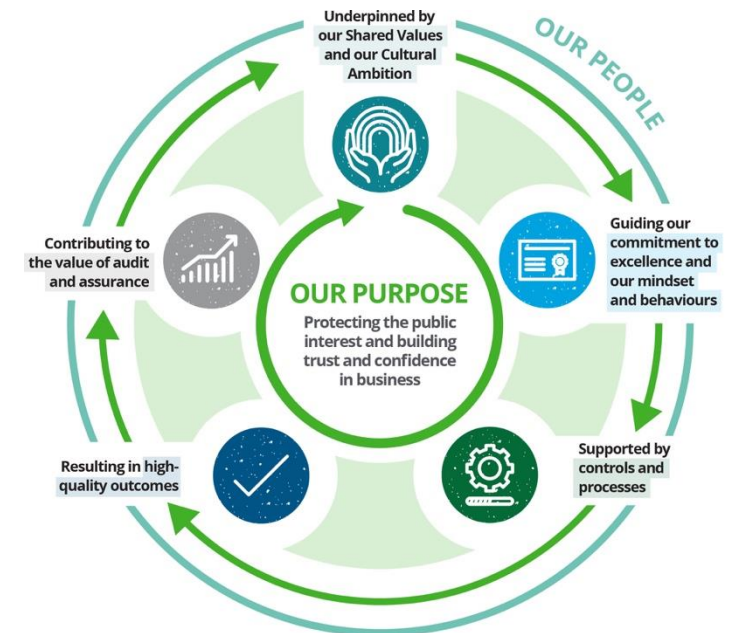 Underpinned by
our Shared Values
and our Cultural
Ambition
OUR PEOPLE
Guiding our
commitment to
excellence and
our mindset
and behaviours
Supported by
controls and
processes
Resulting in high-
quality outcomes
Contributing to
the value of audit
and assurance
OUR PURPOSE
Protecting the public
interest and building
trust and confidence
in business